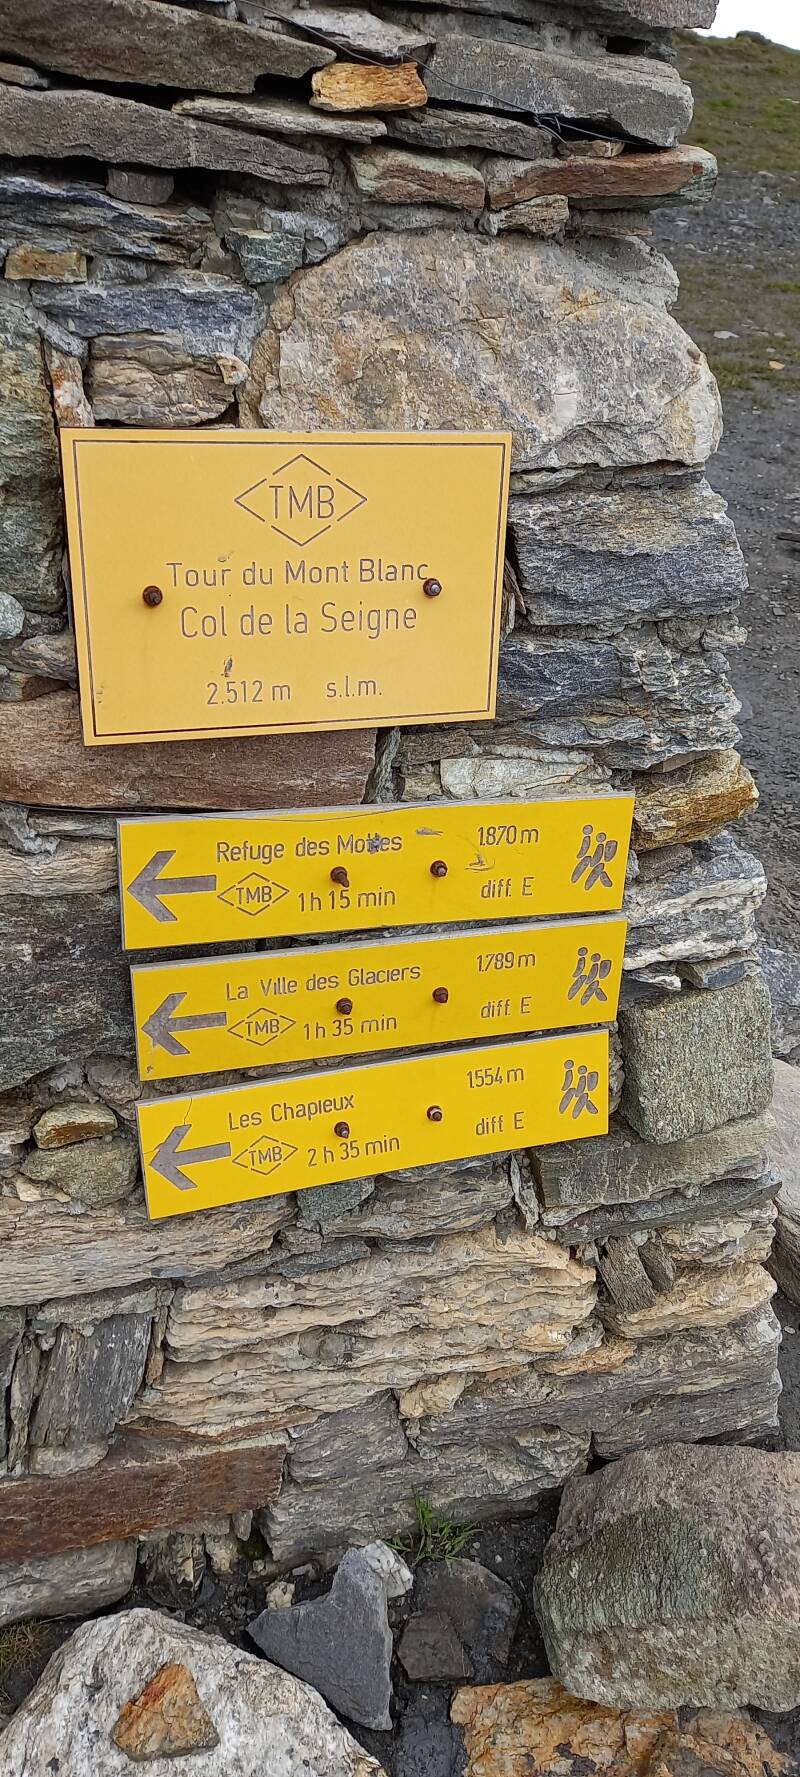 TMB
Tour du Mont Blanc
Col de la Seigne
2.512 m s.l.m.
Refuge des Mottes 1.870 m
TMB 1 h 15 min diff. E
La Ville des Glaciers 1.789 m
TMB 1 h 35 min diff. E
Les Chapieux 1.554 m
TMB 2 h 35 min diff. E